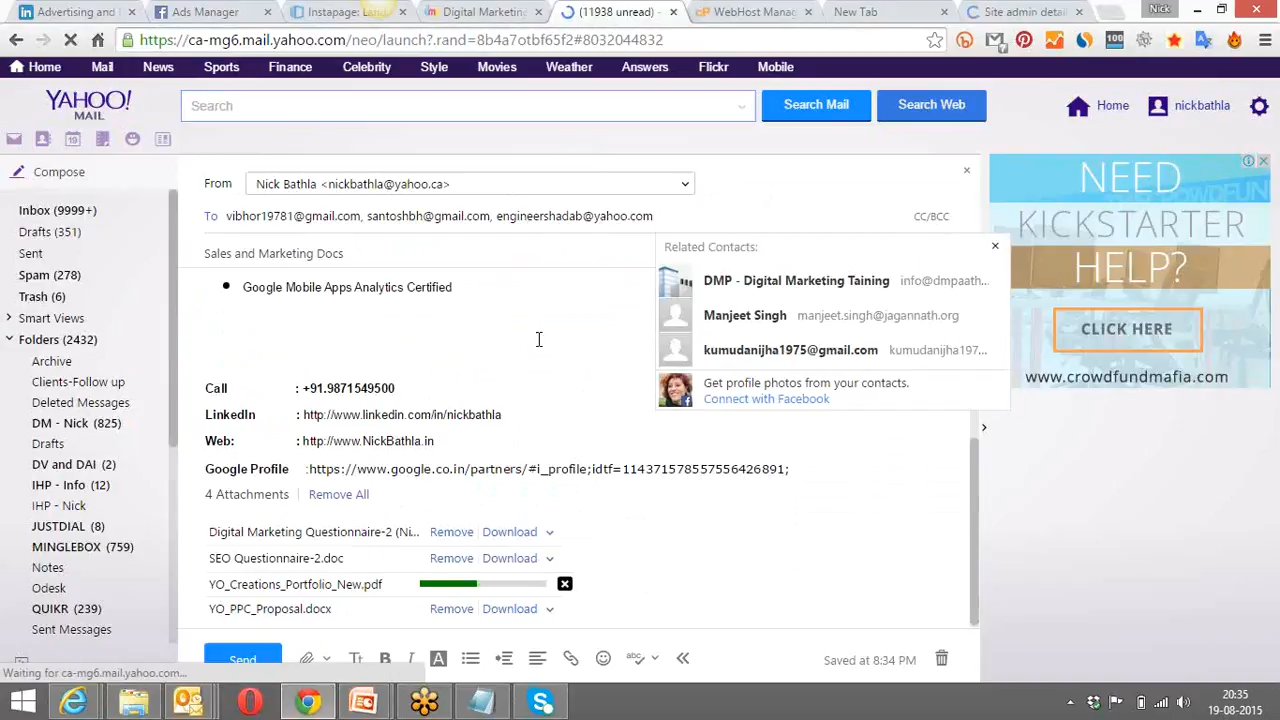 LinkedIn and I
Ads Manager
Instapage: Land
Digital Marketing
(11938 unread) -
cP WebHost Mana
New Tab
Site admin detai
Nick
https://ca-mg6.mail.yahoo.com/neo/launch?.rand=8b4a7otbf65f2#8032044832
100
Home Mail News Sports Finance Celebrity Style Movies Weather Answers Flickr Mobile
YAHOO!
MAIL
Search
Search Mail
Search Web
Home
nickbathla
19
Compose
Inbox (9999+)
Drafts (351)
Sent
Spam (278)
Trash (6)
Smart Views
Folders (2432)
Archive
Clients-Follow up
Deleted Messages
DM - Nick (825)
Drafts
DV and DAI (2)
IHP - Info (12)
IHP - Nick
JUSTDIAL (8)
MINGLEBOX (759)
Notes
Odesk
QUIKR (239)
Sent Messages
From Nick Bathla <nickbathla@yahoo.ca>
To vibhor19781@gmail.com, santoshbh@gmail.com, engineershadab@yahoo.com
CC/BCC
Sales and Marketing Docs
Google Mobile Apps Analytics Certified
Related Contacts:
DMP - Digital Marketing Taining info@dmpaath...
Manjeet Singh manjeet.singh@jagannath.org
kumudanijha1975@gmail.com kumudanijha197...
Get profile photos from your contacts.
Connect with Facebook
Call : +91.9871549500
LinkedIn : http://www.linkedin.com/in/nickbathla
Web: : http://www.NickBathla.in
Google Profile :https://www.google.co.in/partners/#i_profile;idtf=114371578557556426891;
4 Attachments Remove All
Digital Marketing Questionnaire-2 (Ni... Remove Download
SEO Questionnaire-2.doc Remove Download
YO_Creations_Portfolio_New.pdf
YO_PPC_Proposal.docx Remove Download
Send
Saved at 8:34 PM
NEED
KICKSTARTER
HELP?
CLICK HERE
www.crowdfundmafia.com
Waiting for ca-mg6.mail.yahoo.com...
20:35
19-08-2015